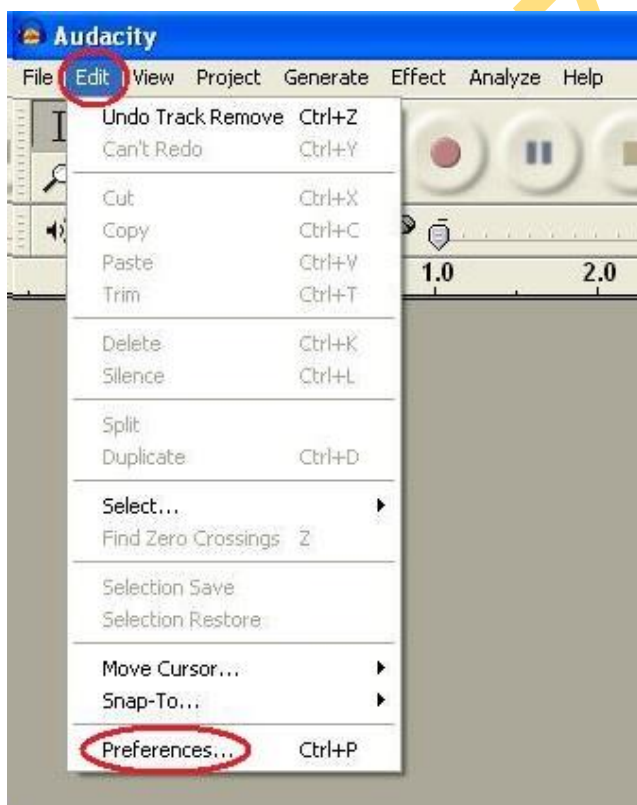 Audacity
File Edit View Project Generate Effect Analyze Help
Undo Track Remove Ctrl+Z
Can't Redo Ctrl+Y
Cut Ctrl+X
Copy Ctrl+C
Paste Ctrl+V
Trim Ctrl+T
Delete Ctrl+K
Silence Ctrl+L
Split
Duplicate Ctrl+D
Select...
Find Zero Crossings Z
Selection Save
Selection Restore
Move Cursor...
Snap-To...
Preferences... Ctrl+P
1.0 2.0